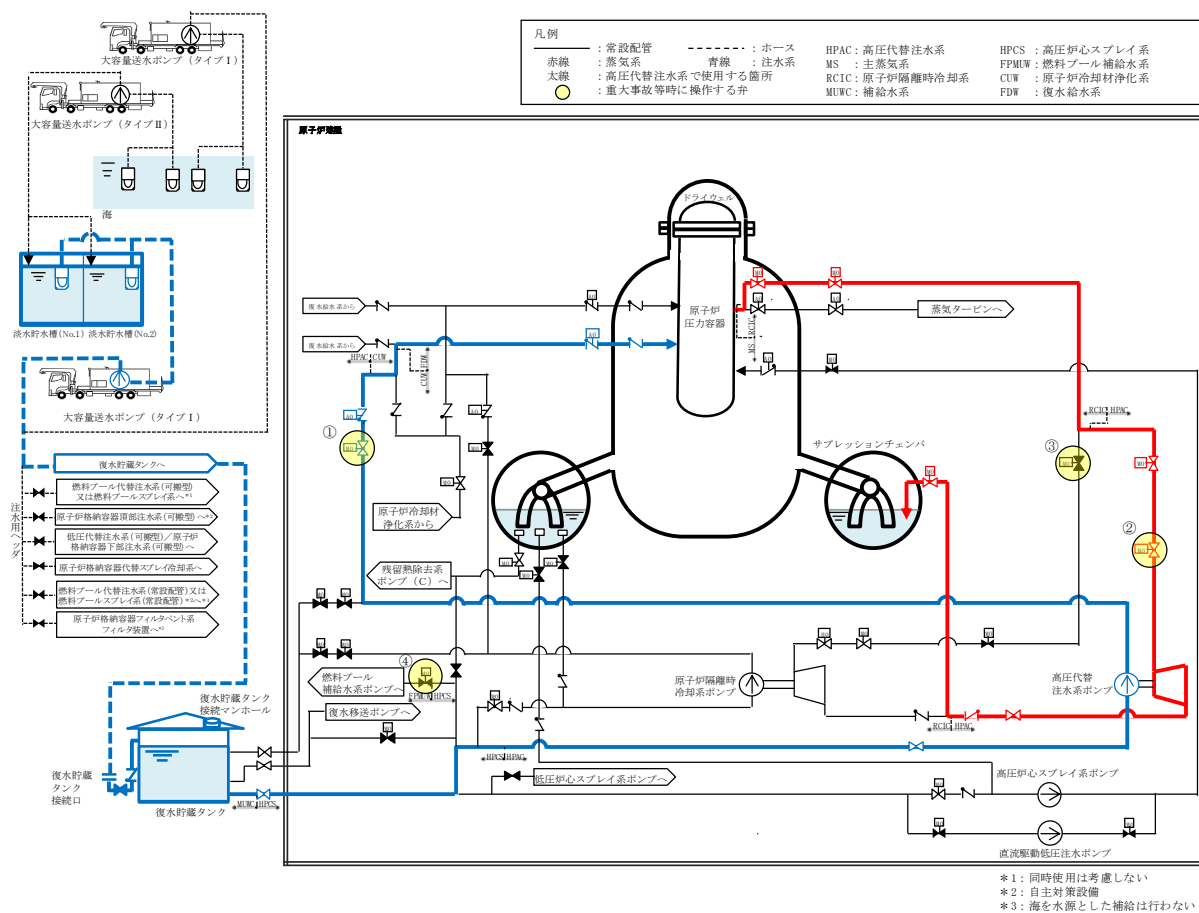 大容量送水ポンプ（タイプⅠ）
大容量送水ポンプ（タイプⅡ）
海
淡水貯水槽(No.1) 淡水貯水槽(No.2)
大容量送水ポンプ（タイプⅠ）
凡例
：常設配管
：ホース
赤線：蒸気系
青線：注水系
太線：高圧代替注水系で使用する箇所
：重大事故等時に操作する弁
HPAC：高圧代替注水系
MS：主蒸気系
RCIC：原子炉隔離時冷却系
MUWC：補給水系
HPCS：高圧炉心スプレイ系
FPMUW：燃料プール補給水系
CUW：原子炉冷却材浄化系
FDW：復水給水系
原子炉建屋
ドライウェル
原子炉
圧力容器
復水給水系から
復水給水系から
HPAC CUW
CUW FDW
MS RCIC
蒸気タービンへ
RCIC HPAC
①
②
③
④
サプレッションチェンバ
原子炉冷却材
浄化系から
残留熱除去系
ポンプ（C）へ
注水用ヘッダ
復水貯蔵タンクへ
燃料プール代替注水系(可搬型)
又は燃料プールスプレイ系へ*¹
原子炉格納容器頂部注水系(可搬型)へ*²
低圧代替注水系(可搬型)／原子炉
格納容器下部注水系(可搬型)へ
原子炉格納容器代替スプレイ冷却系へ
燃料プール代替注水系(常設配管)又は
原子炉格納容器フィルタベント系
燃料プール
補給水系ポンプへ
FPMUW HPCS
復水移送ポンプへ
原子炉隔離時
冷却系ポンプ
高圧代替
注水系ポンプ
RCIC HPAC
HPCS HPAC
低圧炉心スプレイ系ポンプへ
高圧炉心スプレイ系ポンプ
直流駆動低圧注水ポンプ
復水貯蔵タンク
接続マンホール
復水貯蔵
タンク
接続口
復水貯蔵タンク
MUWC HPCS
＊1：同時使用は考慮しない
＊2：自主対策設備
＊3：海を水源とした補給は行わない